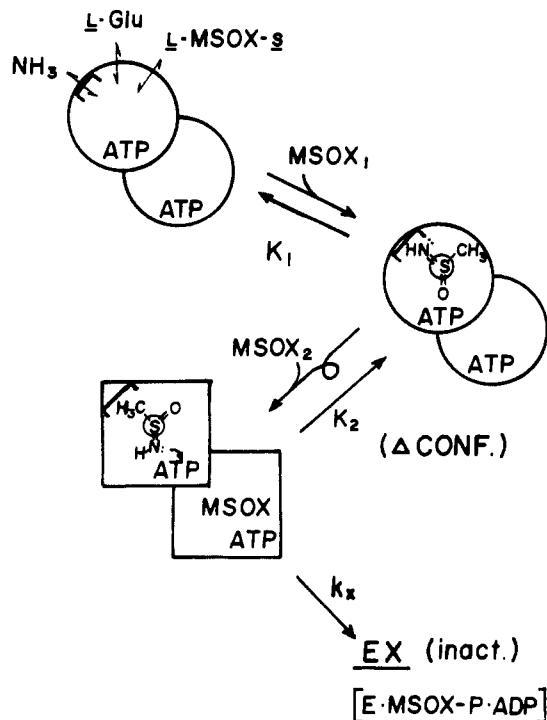 L-Glu
L-MSOX-S
NH₃
ATP
ATP
MSOX₁
K₁
HN: S CH₃
O
ATP
ATP
MSOX₂
K₂
(Δ CONF.)
H₃C S O
H-N:
ATP
MSOX
ATP
kₓ
EX (inact.)
[E·MSOX-P·ADP]